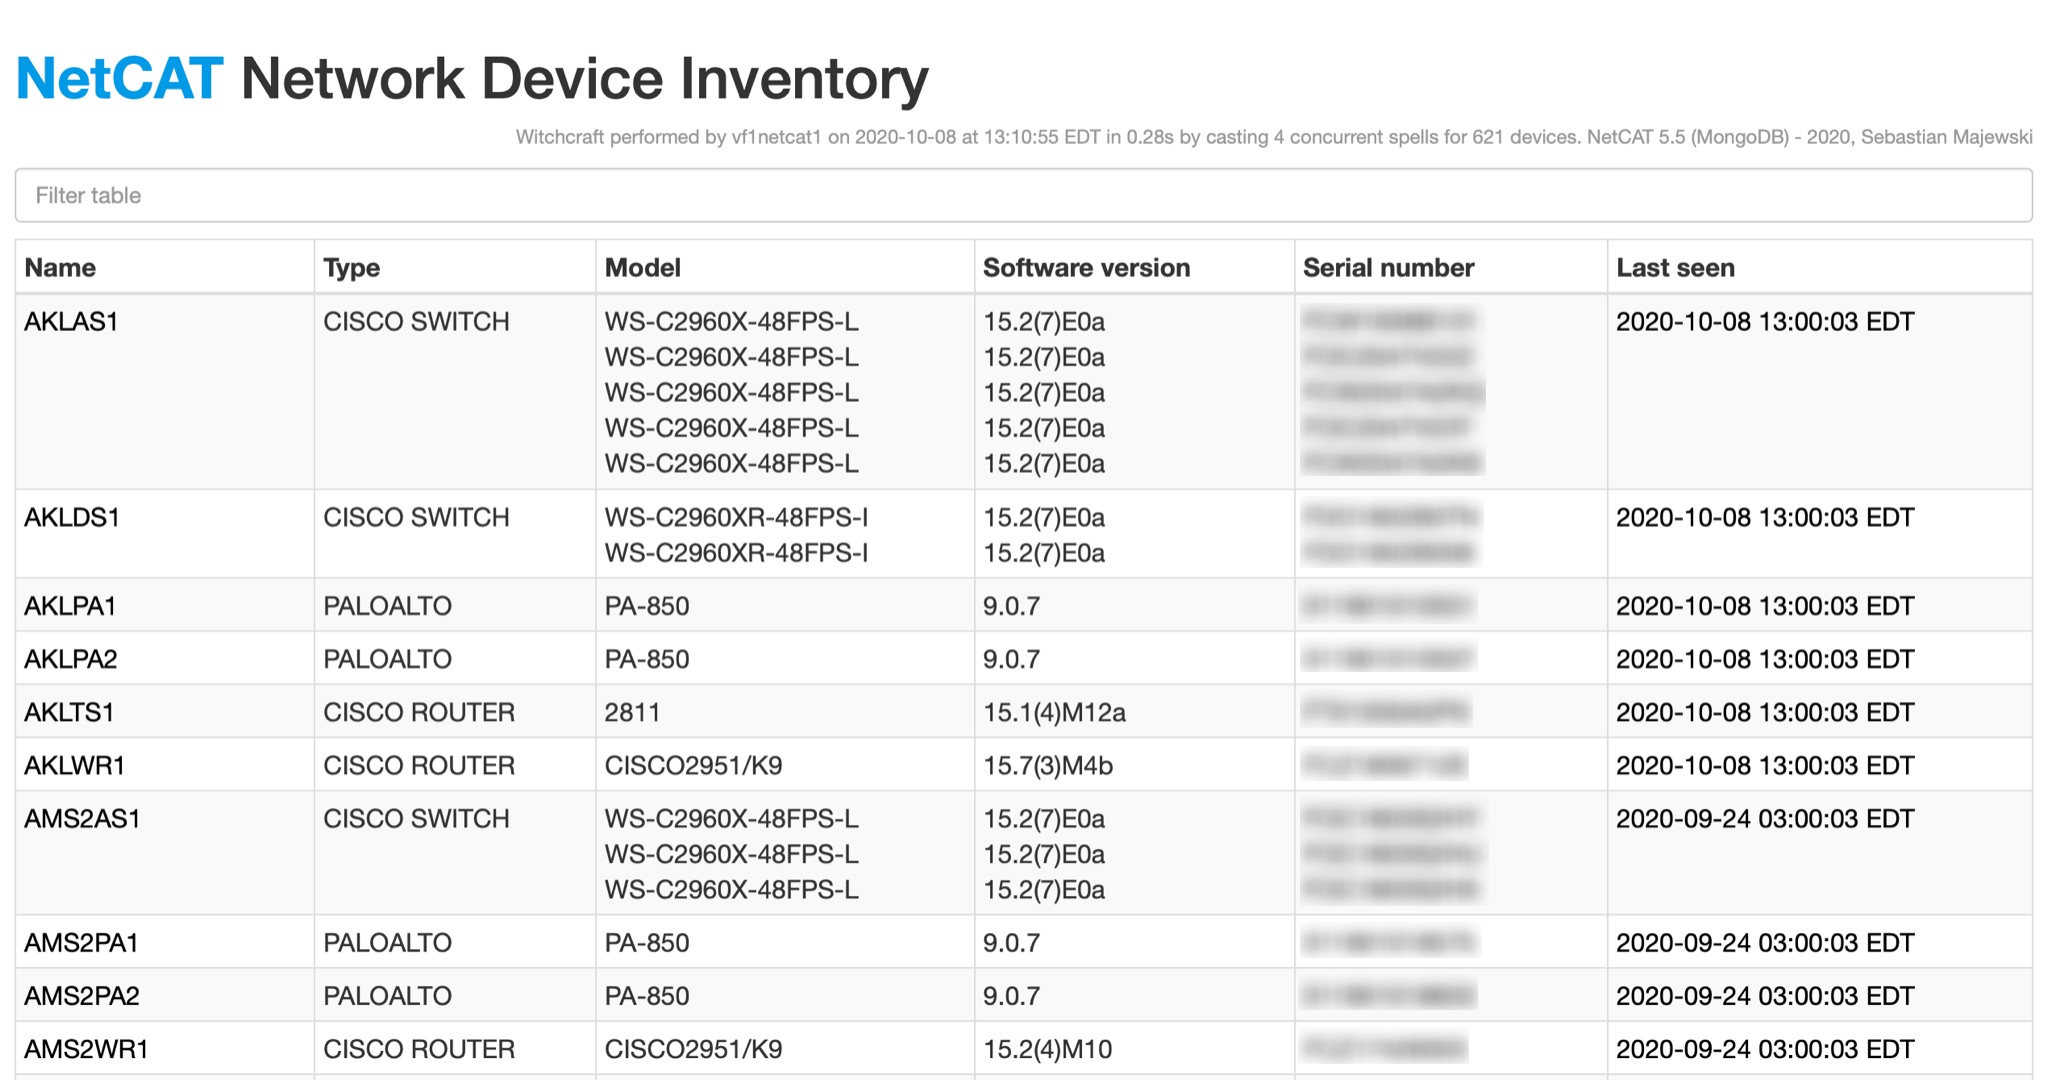 NetCAT Network Device Inventory
Witchcraft performed by vf1netcat1 on 2020-10-08 at 13:10:55 EDT in 0.28s by casting 4 concurrent spells for 621 devices. NetCAT 5.5 (MongoDB) - 2020, Sebastian Majewski
Filter table
Name Type Model Software version Serial number Last seen
AKLAS1 CISCO SWITCH WS-C2960X-48FPS-L 15.2(7)E0a 2020-10-08 13:00:03 EDT
WS-C2960X-48FPS-L 15.2(7)E0a
WS-C2960X-48FPS-L 15.2(7)E0a
WS-C2960X-48FPS-L 15.2(7)E0a
WS-C2960X-48FPS-L 15.2(7)E0a
AKLDS1 CISCO SWITCH WS-C2960XR-48FPS-I 15.2(7)E0a 2020-10-08 13:00:03 EDT
WS-C2960XR-48FPS-I 15.2(7)E0a
AKLPA1 PALOALTO PA-850 9.0.7 2020-10-08 13:00:03 EDT
AKLPA2 PALOALTO PA-850 9.0.7 2020-10-08 13:00:03 EDT
AKLTS1 CISCO ROUTER 2811 15.1(4)M12a 2020-10-08 13:00:03 EDT
AKLWR1 CISCO ROUTER CISCO2951/K9 15.7(3)M4b 2020-10-08 13:00:03 EDT
AMS2AS1 CISCO SWITCH WS-C2960X-48FPS-L 15.2(7)E0a 2020-09-24 03:00:03 EDT
WS-C2960X-48FPS-L 15.2(7)E0a
WS-C2960X-48FPS-L 15.2(7)E0a
AMS2PA1 PALOALTO PA-850 9.0.7 2020-09-24 03:00:03 EDT
AMS2PA2 PALOALTO PA-850 9.0.7 2020-09-24 03:00:03 EDT
AMS2WR1 CISCO ROUTER CISCO2951/K9 15.2(4)M10 2020-09-24 03:00:03 EDT